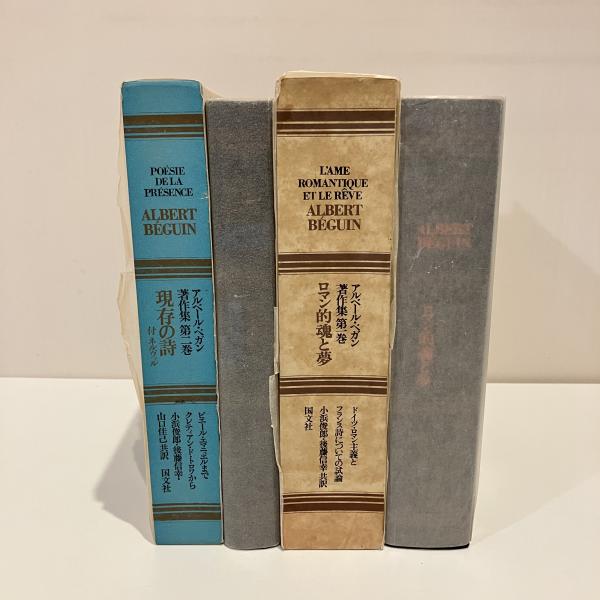 POÉSIE
DE LA
PRÉSENCE
ALBERT
BÉGUIN
アルベール・ベガン
著作集 第二巻
現存の詩
付 ネルヴァル
クレティアン・ド・トロワから
ピエール・エマニュエルまで
小浜俊郎・後藤信幸・
山口佳己共訳 国文社
L'AME
ROMANTIQUE
ET LE RÊVE
ALBERT
BÉGUIN
アルベール・ベガン
著作集 第一巻
ロマン的魂と夢
ドイツ・ロマン主義と
フランス詩についての試論
小浜俊郎・後藤信幸共訳
国文社
ALBERT
BÉGUIN
ロマン的魂と夢